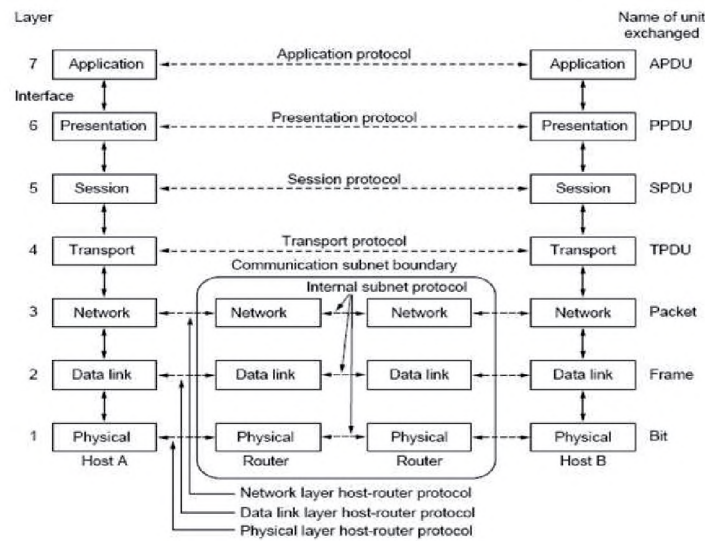 Layer
Name of unit
exchanged
7 Application Application protocol Application APDU
Interface
6 Presentation Presentation protocol Presentation PPDU
5 Session Session protocol Session SPDU
4 Transport Transport protocol Transport TPDU
Communication subnet boundary
Internal subnet protocol
3 Network Network Network Network Packet
2 Data link Data link Data link Data link Frame
1 Physical Physical Physical Physical Bit
Host A Router Router Host B
Network layer host-router protocol
Data link layer host-router protocol
Physical layer host-router protocol